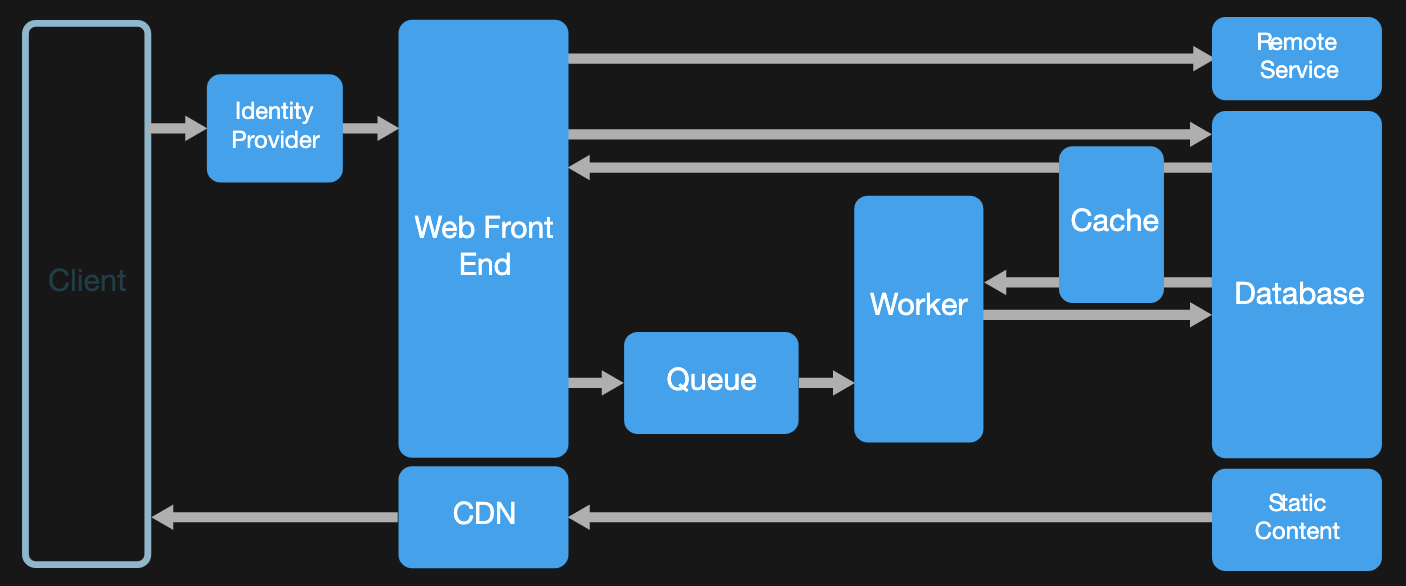 Client
Identity
Provider
Web Front
End
CDN
Queue
Worker
Cache
Remote
Service
Database
Static
Content